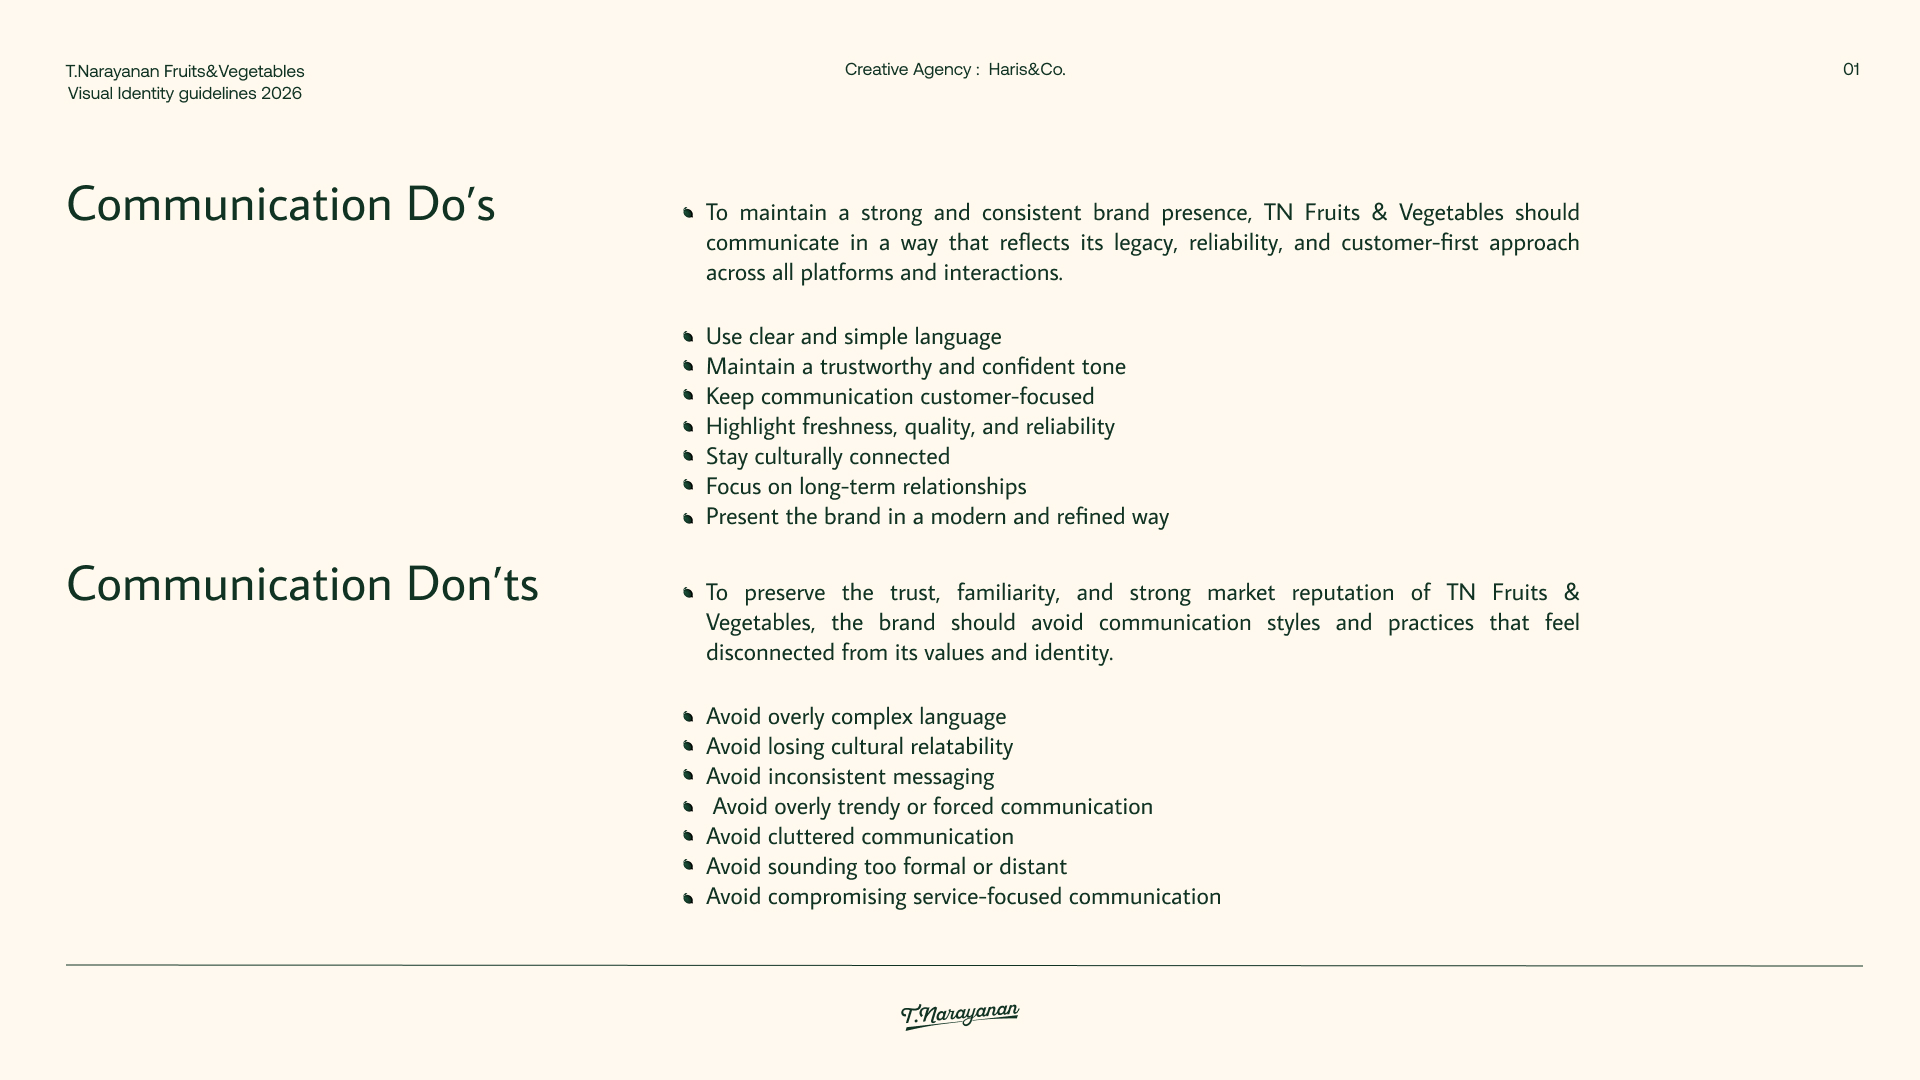 T.Narayanan Fruits&Vegetables
Visual Identity guidelines 2026
Creative Agency : Haris&Co.
01
Communication Do’s
To maintain a strong and consistent brand presence, TN Fruits & Vegetables should
communicate in a way that reflects its legacy, reliability, and customer-first approach
across all platforms and interactions.
Use clear and simple language
Maintain a trustworthy and confident tone
Keep communication customer-focused
Highlight freshness, quality, and reliability
Stay culturally connected
Focus on long-term relationships
Present the brand in a modern and refined way
Communication Don’ts
To preserve the trust, familiarity, and strong market reputation of TN Fruits &
Vegetables, the brand should avoid communication styles and practices that feel
disconnected from its values and identity.
Avoid overly complex language
Avoid losing cultural relatability
Avoid inconsistent messaging
Avoid overly trendy or forced communication
Avoid cluttered communication
Avoid sounding too formal or distant
Avoid compromising service-focused communication
T.Narayanan